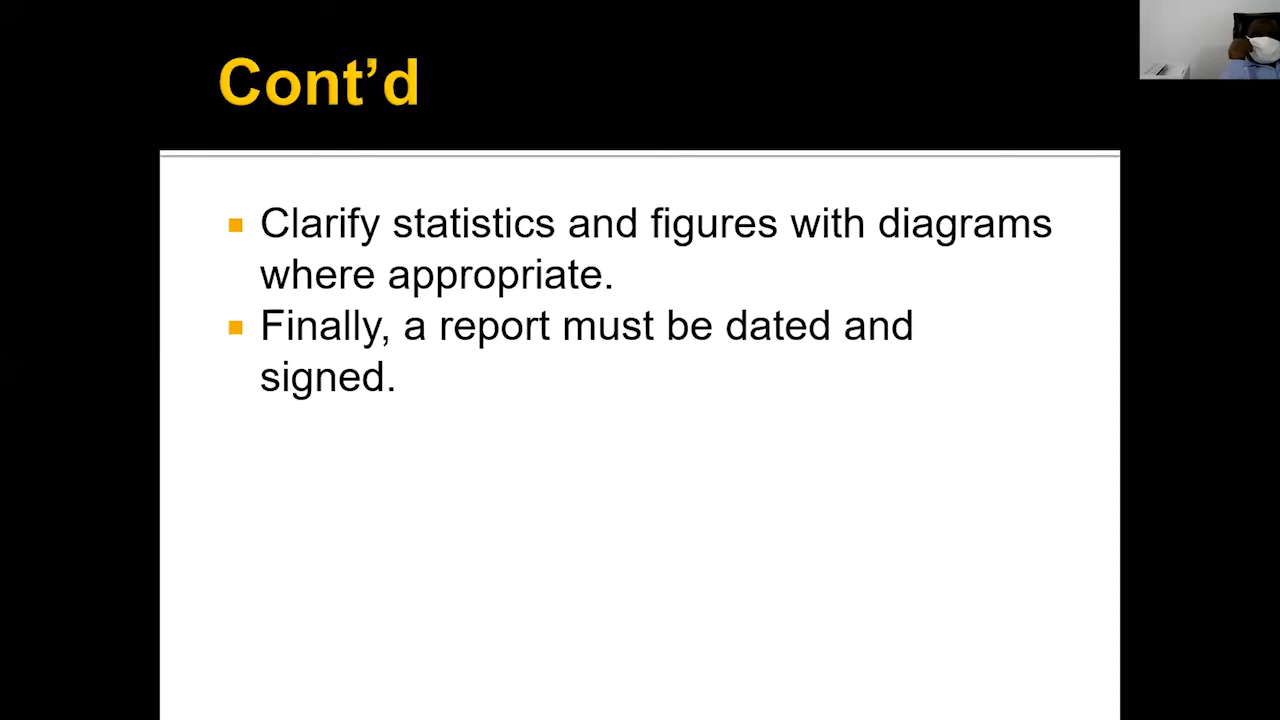 Cont’d
Clarify statistics and figures with diagrams
where appropriate.
Finally, a report must be dated and
signed.